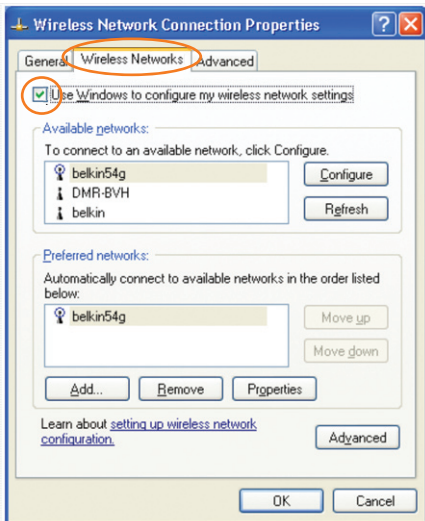 Wireless Network Connection Properties
General Wireless Networks Advanced
Use Windows to configure my wireless network settings
Available networks:
To connect to an available network, click Configure.
belkin54g
DMR-BVH
belkin
Configure
Refresh
Preferred networks:
Automatically connect to available networks in the order listed
below:
belkin54g
Move up
Move down
Add... Remove Properties
Learn about setting up wireless network
configuration.
Advanced
OK Cancel